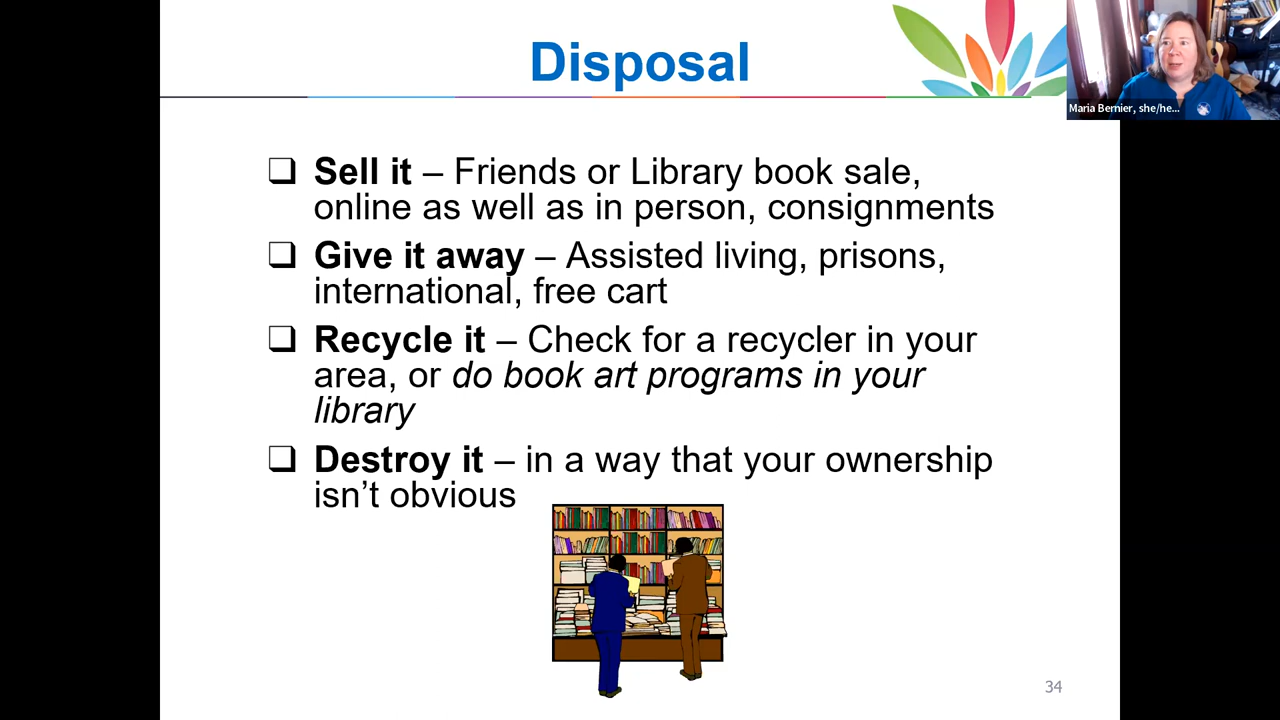 Disposal
Maria Bernier, she/he...
❑ Sell it – Friends or Library book sale,
online as well as in person, consignments
❑ Give it away – Assisted living, prisons,
international, free cart
❑ Recycle it – Check for a recycler in your
area, or do book art programs in your
library
❑ Destroy it – in a way that your ownership
isn’t obvious
34